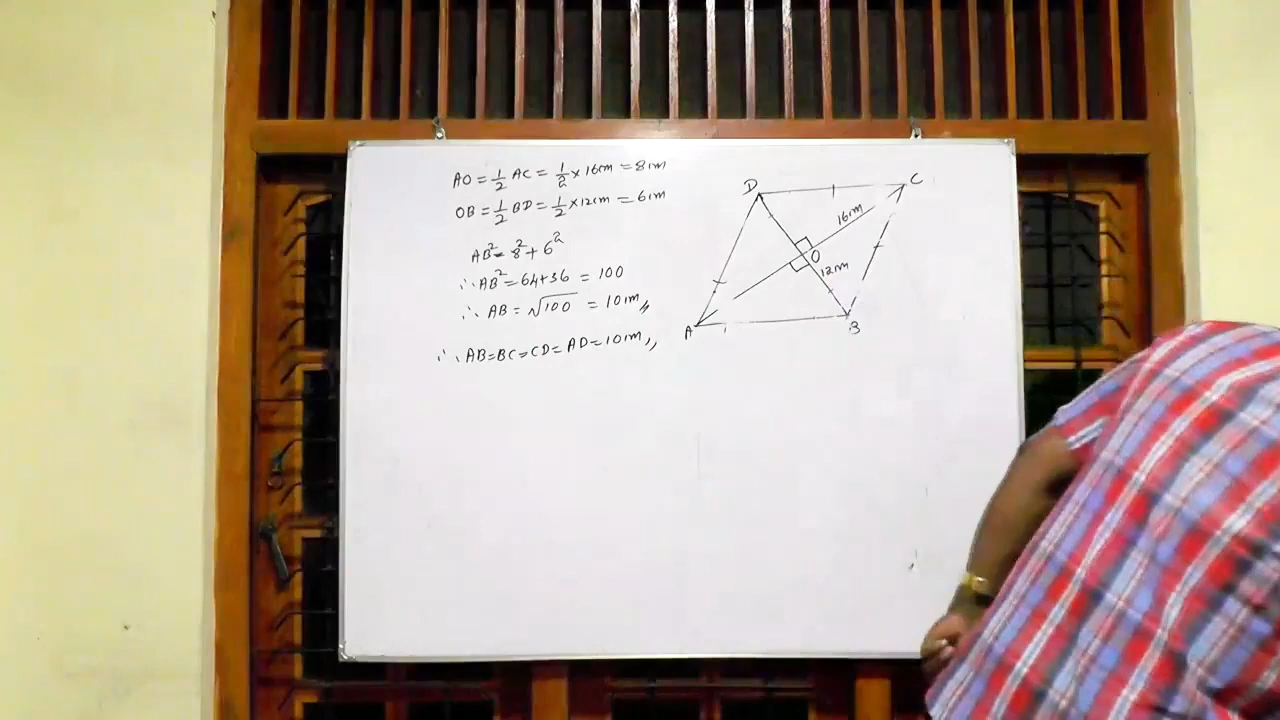 AO = 1/2 AC = 1/2 × 16cm = 8cm
OB = 1/2 BD = 1/2 × 12cm = 6cm
AB² = 8² + 6²
∴ AB² = 64+36 = 100
∴ AB = √100 = 10cm,,
∴ AB=BC=CD=AD=10cm,,
D
C
16cm
O
12cm
A
B